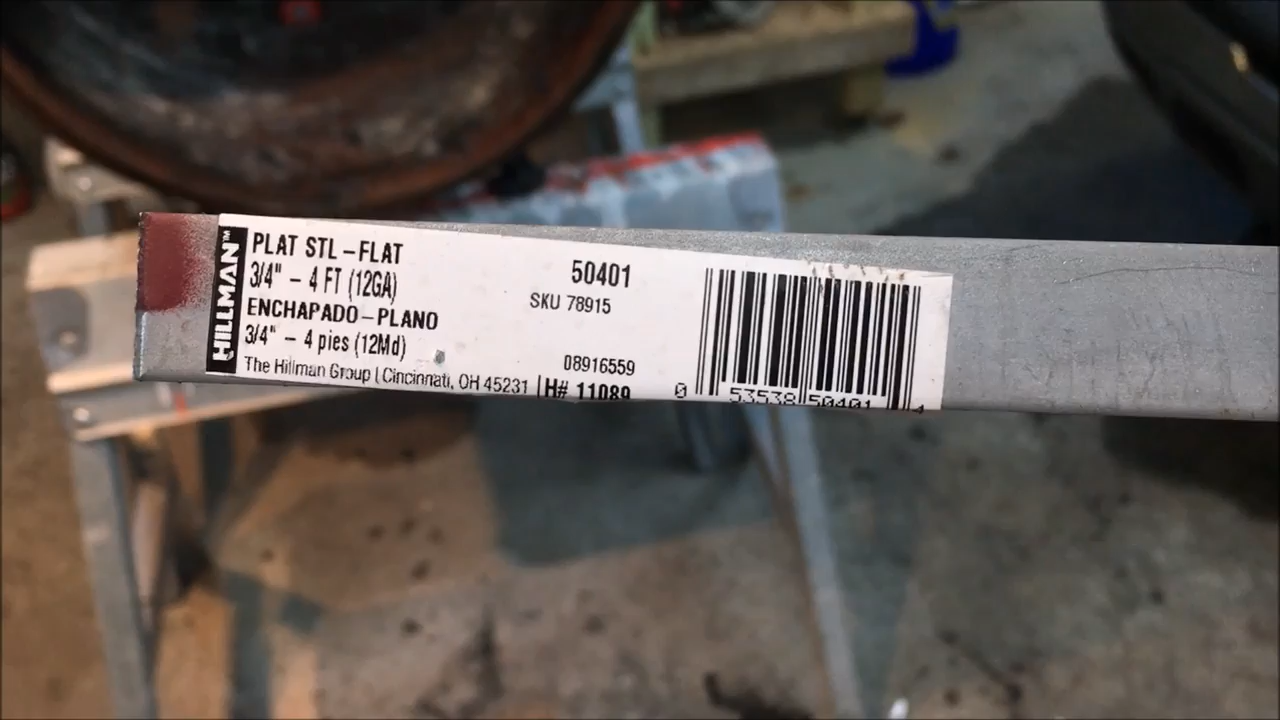 HILLMAN™
PLAT STL-FLAT
3/4" - 4 FT (12GA)
ENCHAPADO-PLANO
3/4" - 4 pies (12Md)
The Hillman Group | Cincinnati, OH 45231
50401
SKU 78915
08916559
H# 11089
0 53538 50401 4